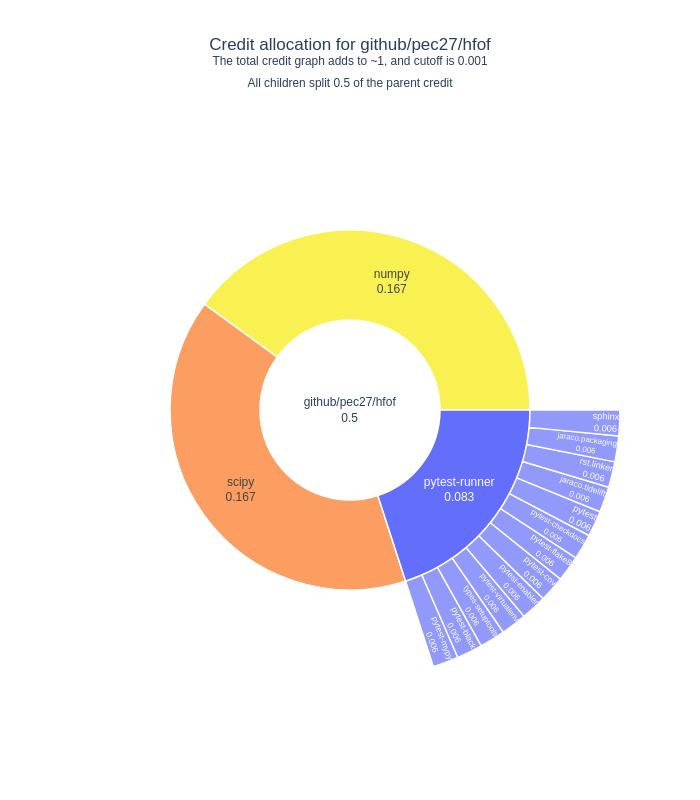 Credit allocation for github/pec27/hfof
The total credit graph adds to ~1, and cutoff is 0.001
All children split 0.5 of the parent credit
numpy
0.167
github/pec27/hfof
0.5
scipy
0.167
pytest-runner
0.083
sphinx
0.006
jaraco.packaging
0.006
rst.linker
0.006
jaraco.tidelift
0.006
pytest
0.006
pytest-checkdocs
0.006
pytest-flake8
0.006
pytest-cov
0.006
pytest-enabler
0.006
pytest-virtualenv
0.006
types-setuptools
0.006
pytest-black
0.006
pytest-mypy
0.006